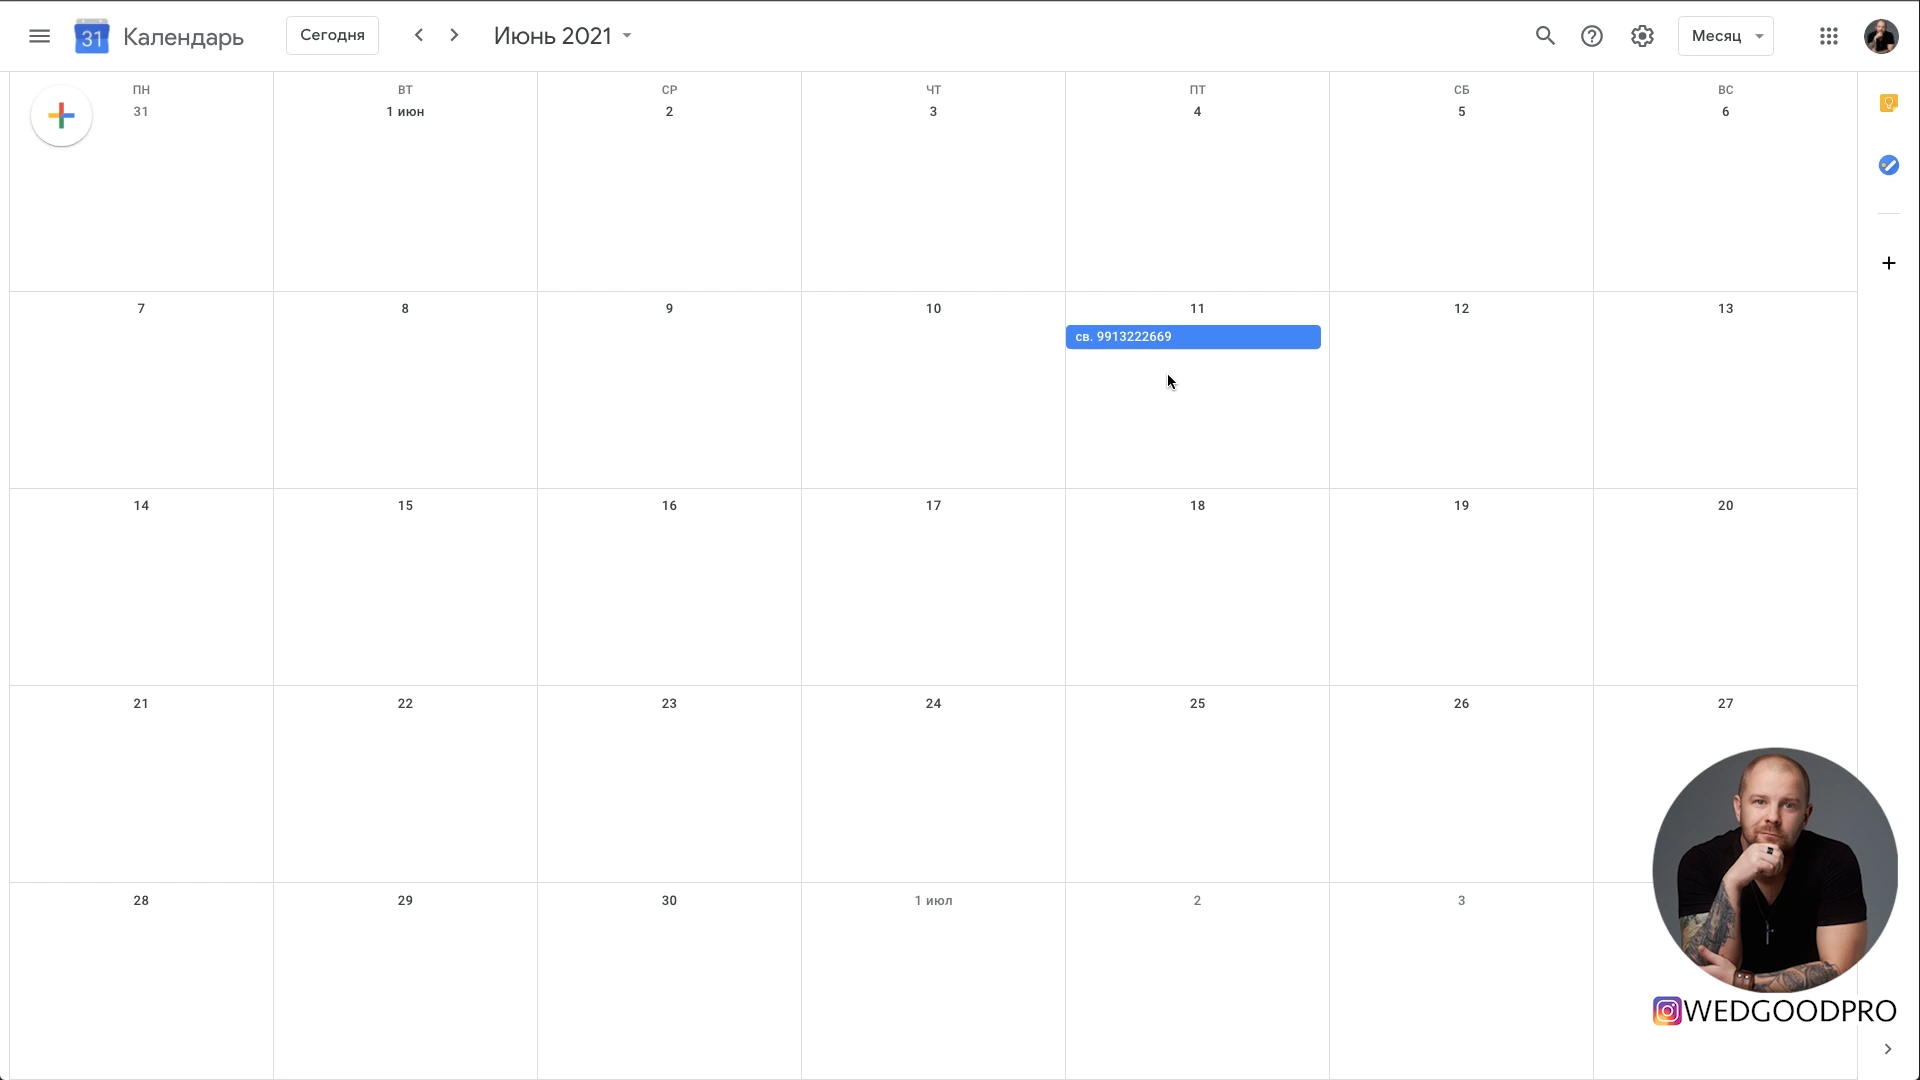 31 Календарь Сегодня Июнь 2021 Месяц
ПН ВТ СР ЧТ ПТ СБ ВС
31 1 июн 2 3 4 5 6
7 8 9 10 11 12 13
св. 9913222669
14 15 16 17 18 19 20
21 22 23 24 25 26 27
28 29 30 1 июл 2 3
WEDGOODPRO